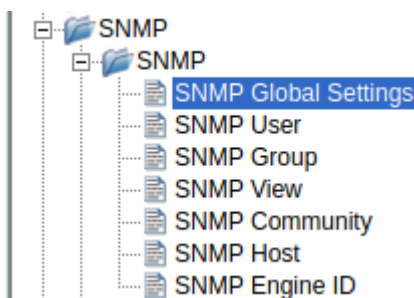 SNMP
SNMP
SNMP Global Settings
SNMP User
SNMP Group
SNMP View
SNMP Community
SNMP Host
SNMP Engine ID